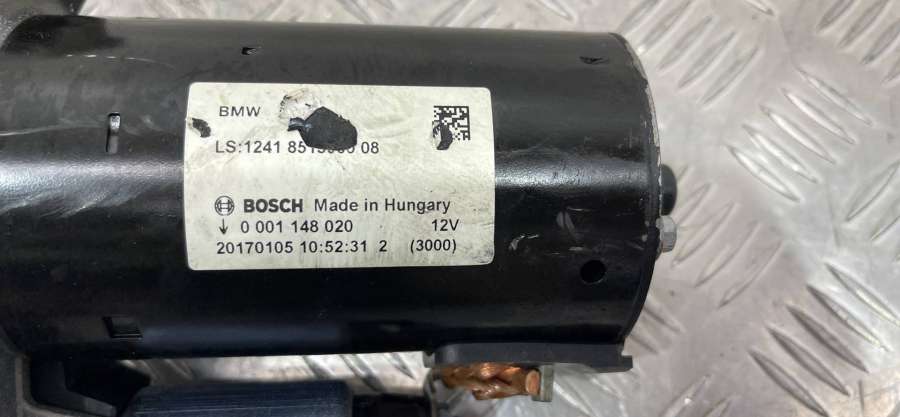 BMW
LS:1241 08
BOSCH Made in Hungary
↓ 0 001 148 020 12V
20170105 10:52:31 2 (3000)